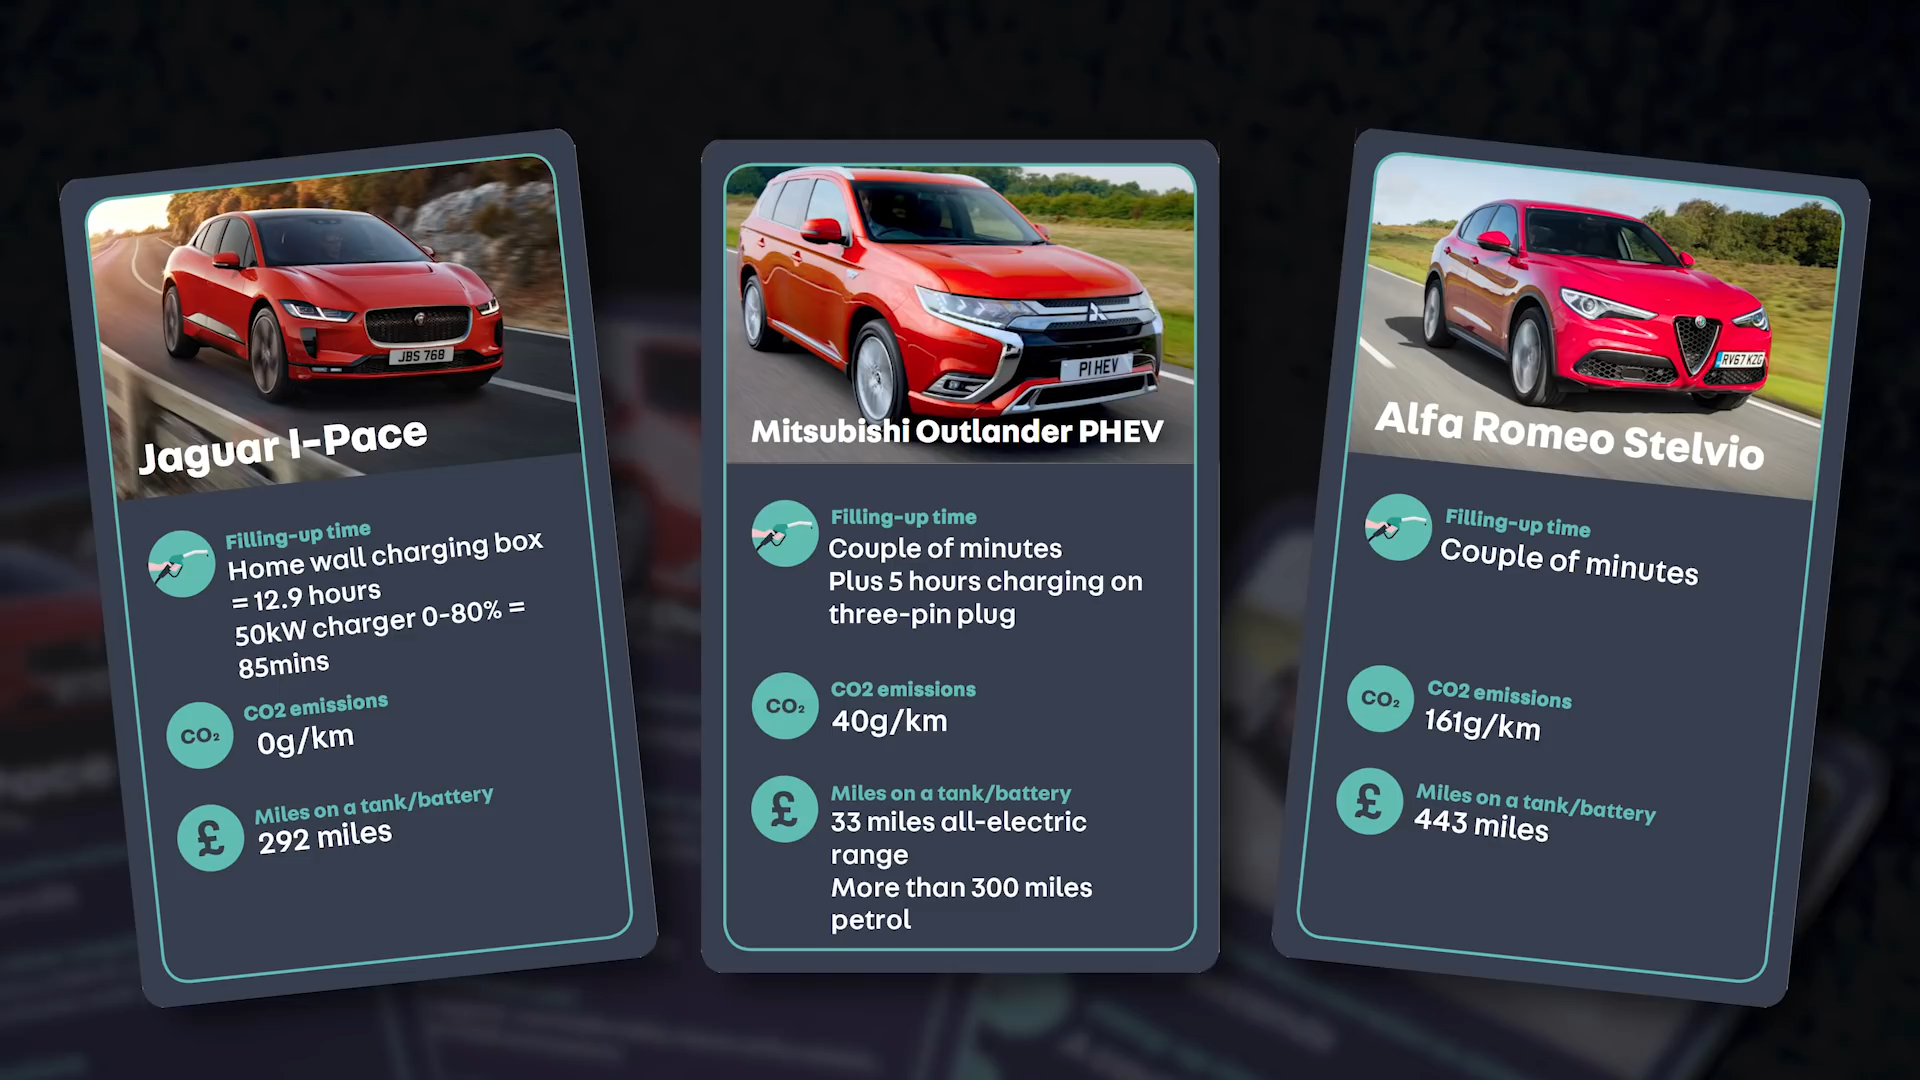 JBS 768
Jaguar I-Pace
Filling-up time
Home wall charging box
= 12.9 hours
50kW charger 0-80% =
85mins
CO₂
CO2 emissions
0g/km
£
Miles on a tank/battery
292 miles
P1 HEV
Mitsubishi Outlander PHEV
Filling-up time
Couple of minutes
Plus 5 hours charging on
three-pin plug
CO₂
CO2 emissions
40g/km
£
Miles on a tank/battery
33 miles all-electric
range
More than 300 miles
petrol
RV67 KZG
Alfa Romeo Stelvio
Filling-up time
Couple of minutes
CO₂
CO2 emissions
161g/km
£
Miles on a tank/battery
443 miles